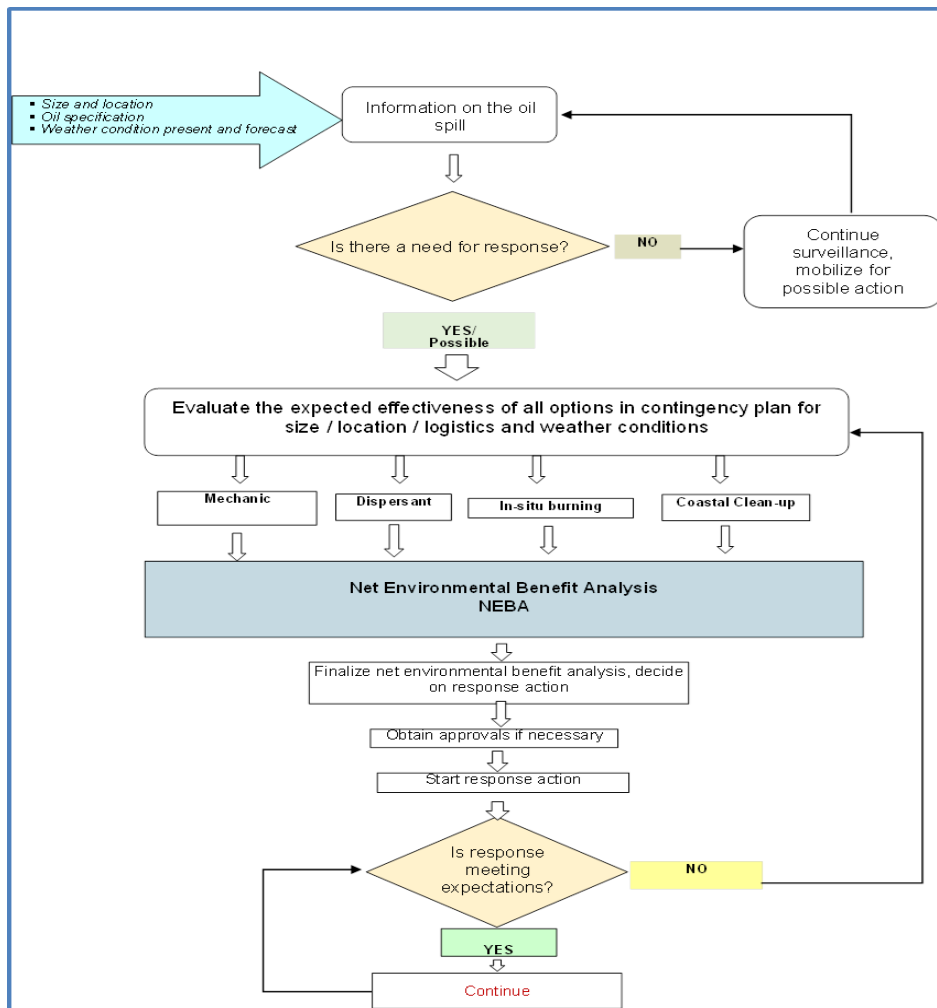 ▪ Size and location
▪ Oil specification
▪ Weather condition present and forecast
Information on the oil
spill
Is there a need for response?
NO
Continue
surveillance,
mobilize for
possible action
YES/
Possible
Evaluate the expected effectiveness of all options in contingency plan for
size / location / logistics and weather conditions
Mechanic
Dispersant
In-situ burning
Coastal Clean-up
Net Environmental Benefit Analysis
NEBA
Finalize net environmental benefit analysis, decide
on response action
Obtain approvals if necessary
Start response action
Is response
meeting
expectations?
NO
YES
Continue